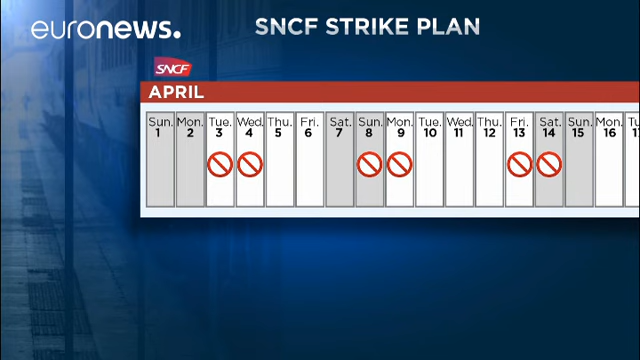 euronews.
SNCF STRIKE PLAN
SNCF
APRIL
Sun. Mon. Tue. Wed. Thu. Fri. Sat. Sun. Mon. Tue. Wed. Thu. Fri. Sat. Sun. Mon. Tu
1 2 3 4 5 6 7 8 9 10 11 12 13 14 15 16